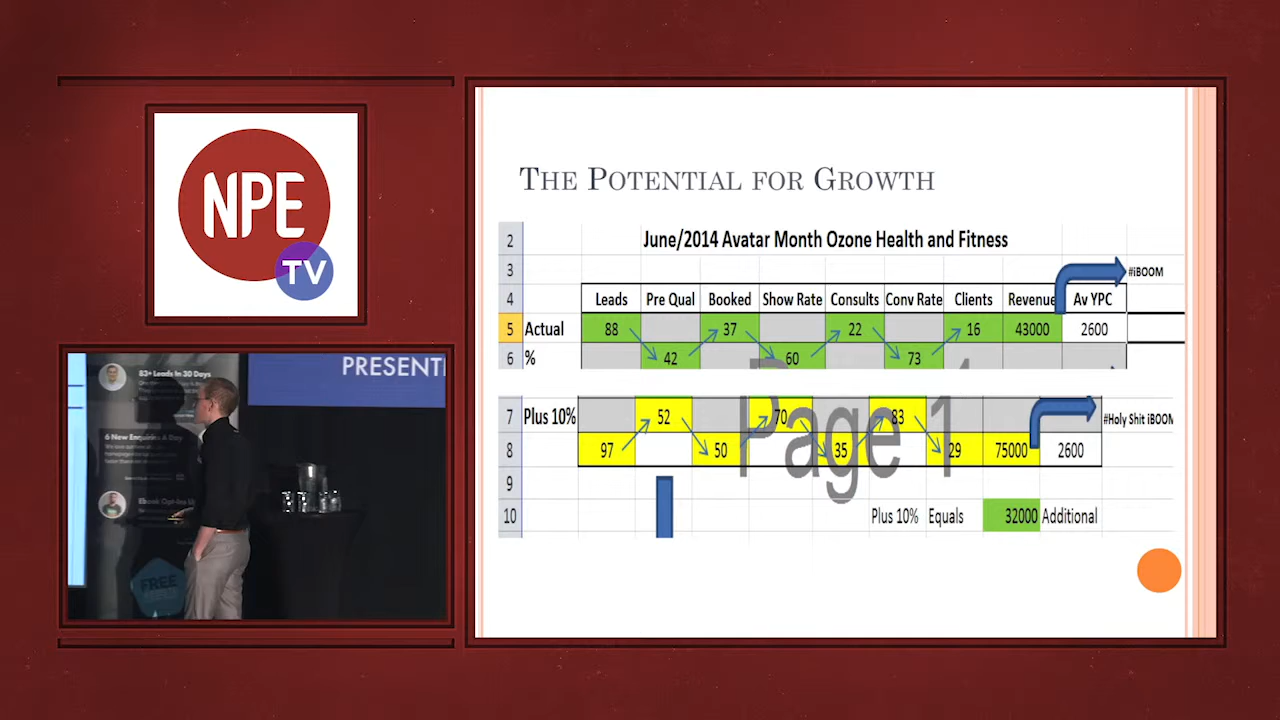 NPE
TV
83+ Leads In 30 Days
6 New Enquiries A Day
Ebook Opt-Ins
FREE
PRESENT
THE POTENTIAL FOR GROWTH
2 June/2014 Avatar Month Ozone Health and Fitness
3 #iBOOM
4 Leads Pre Qual Booked Show Rate Consults Conv Rate Clients Revenue Av YPC
5 Actual 88 37 22 16 43000 2600
6 % 42 60 73
7 Plus 10% 52 70 83 #Holy Shit iBOOM
8 97 50 35 29 75000 2600
Page 1
9
10 Plus 10% Equals 32000 Additional